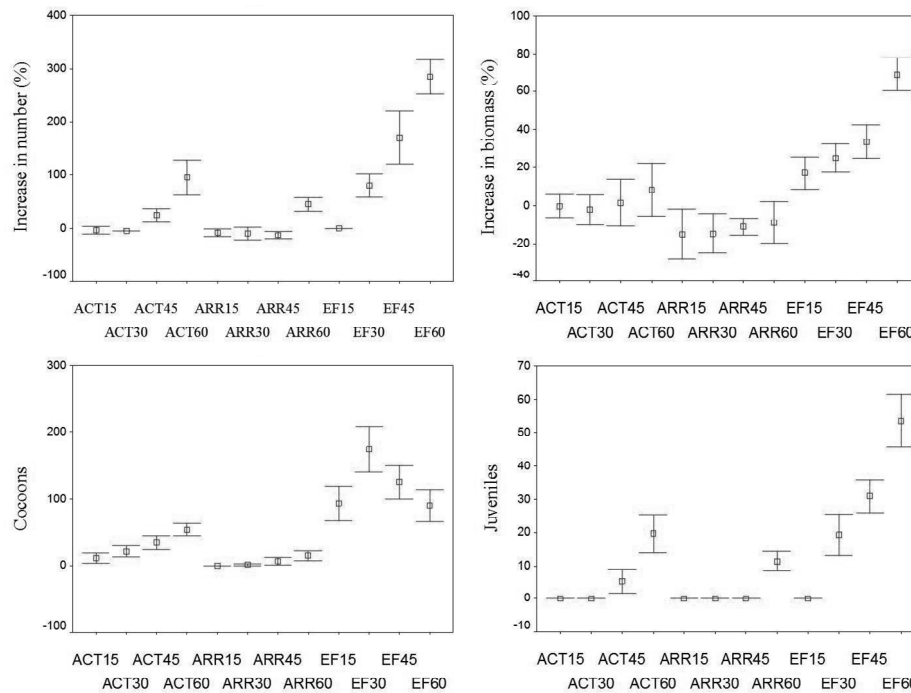 Increase in number (%)
400
300
200
100
0
-100
ACT15 ACT45 ARR15 ARR45 EF15 EF45
ACT30 ACT60 ARR30 ARR60 EF30 EF60
Increase in biomass (%)
100
80
60
40
20
0
-20
-40
ACT15 ACT45 ARR15 ARR45 EF15 EF45
ACT30 ACT60 ARR30 ARR60 EF30 EF60
Cocoons
300
200
100
0
-100
ACT15 ACT45 ARR15 ARR45 EF15 EF45
ACT30 ACT60 ARR30 ARR60 EF30 EF60
Juveniles
70
60
50
40
30
20
10
0
-10
ACT15 ACT45 ARR15 ARR45 EF15 EF45
ACT30 ACT60 ARR30 ARR60 EF30 EF60